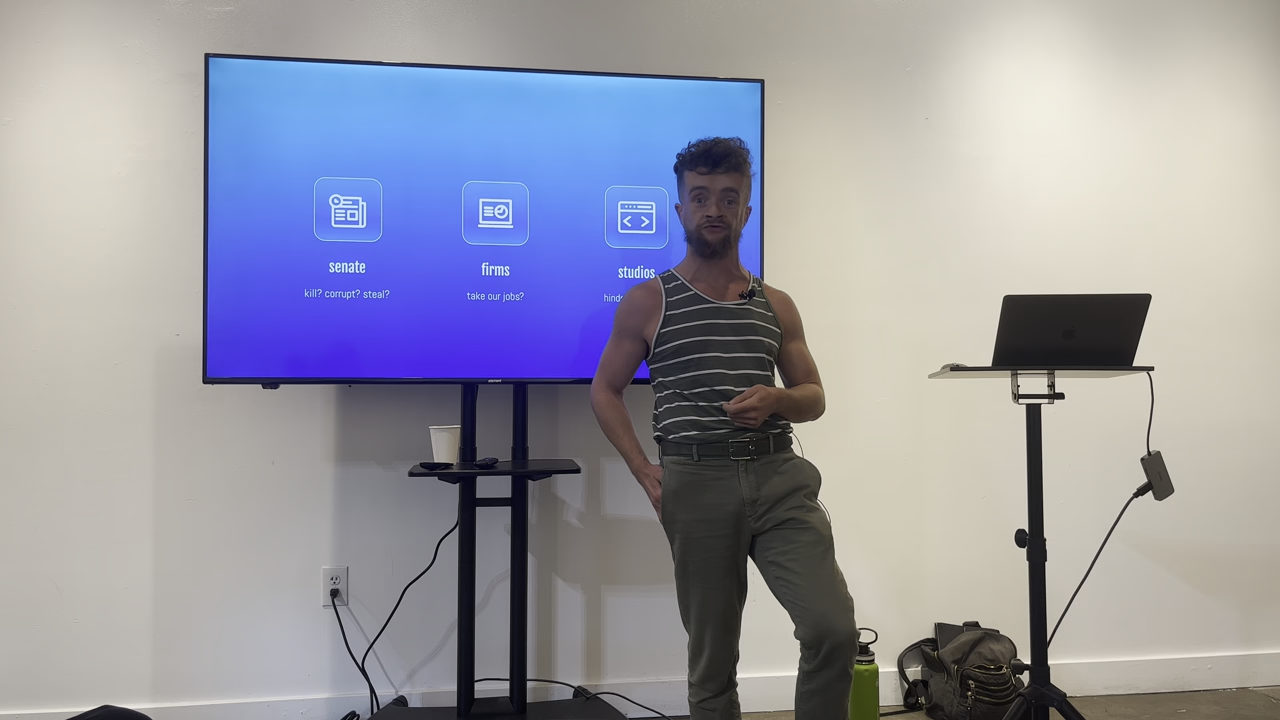 senate
firms
studios
kill? corrupt? steal?
take our jobs?